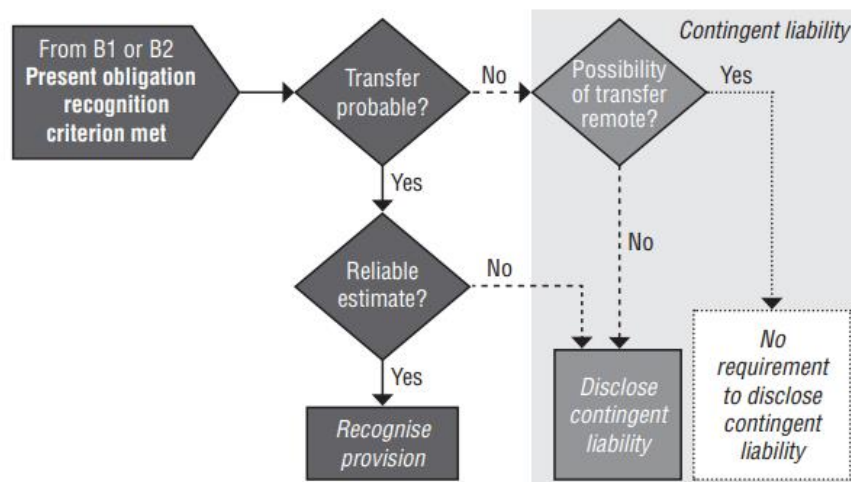 Contingent liability
From B1 or B2
Present obligation
recognition
criterion met
Transfer
probable?
No
Possibility
of transfer
remote?
Yes
Yes
No
Reliable
estimate?
No
Yes
Recognise
provision
Disclose
contingent
liability
No
requirement
to disclose
contingent
liability